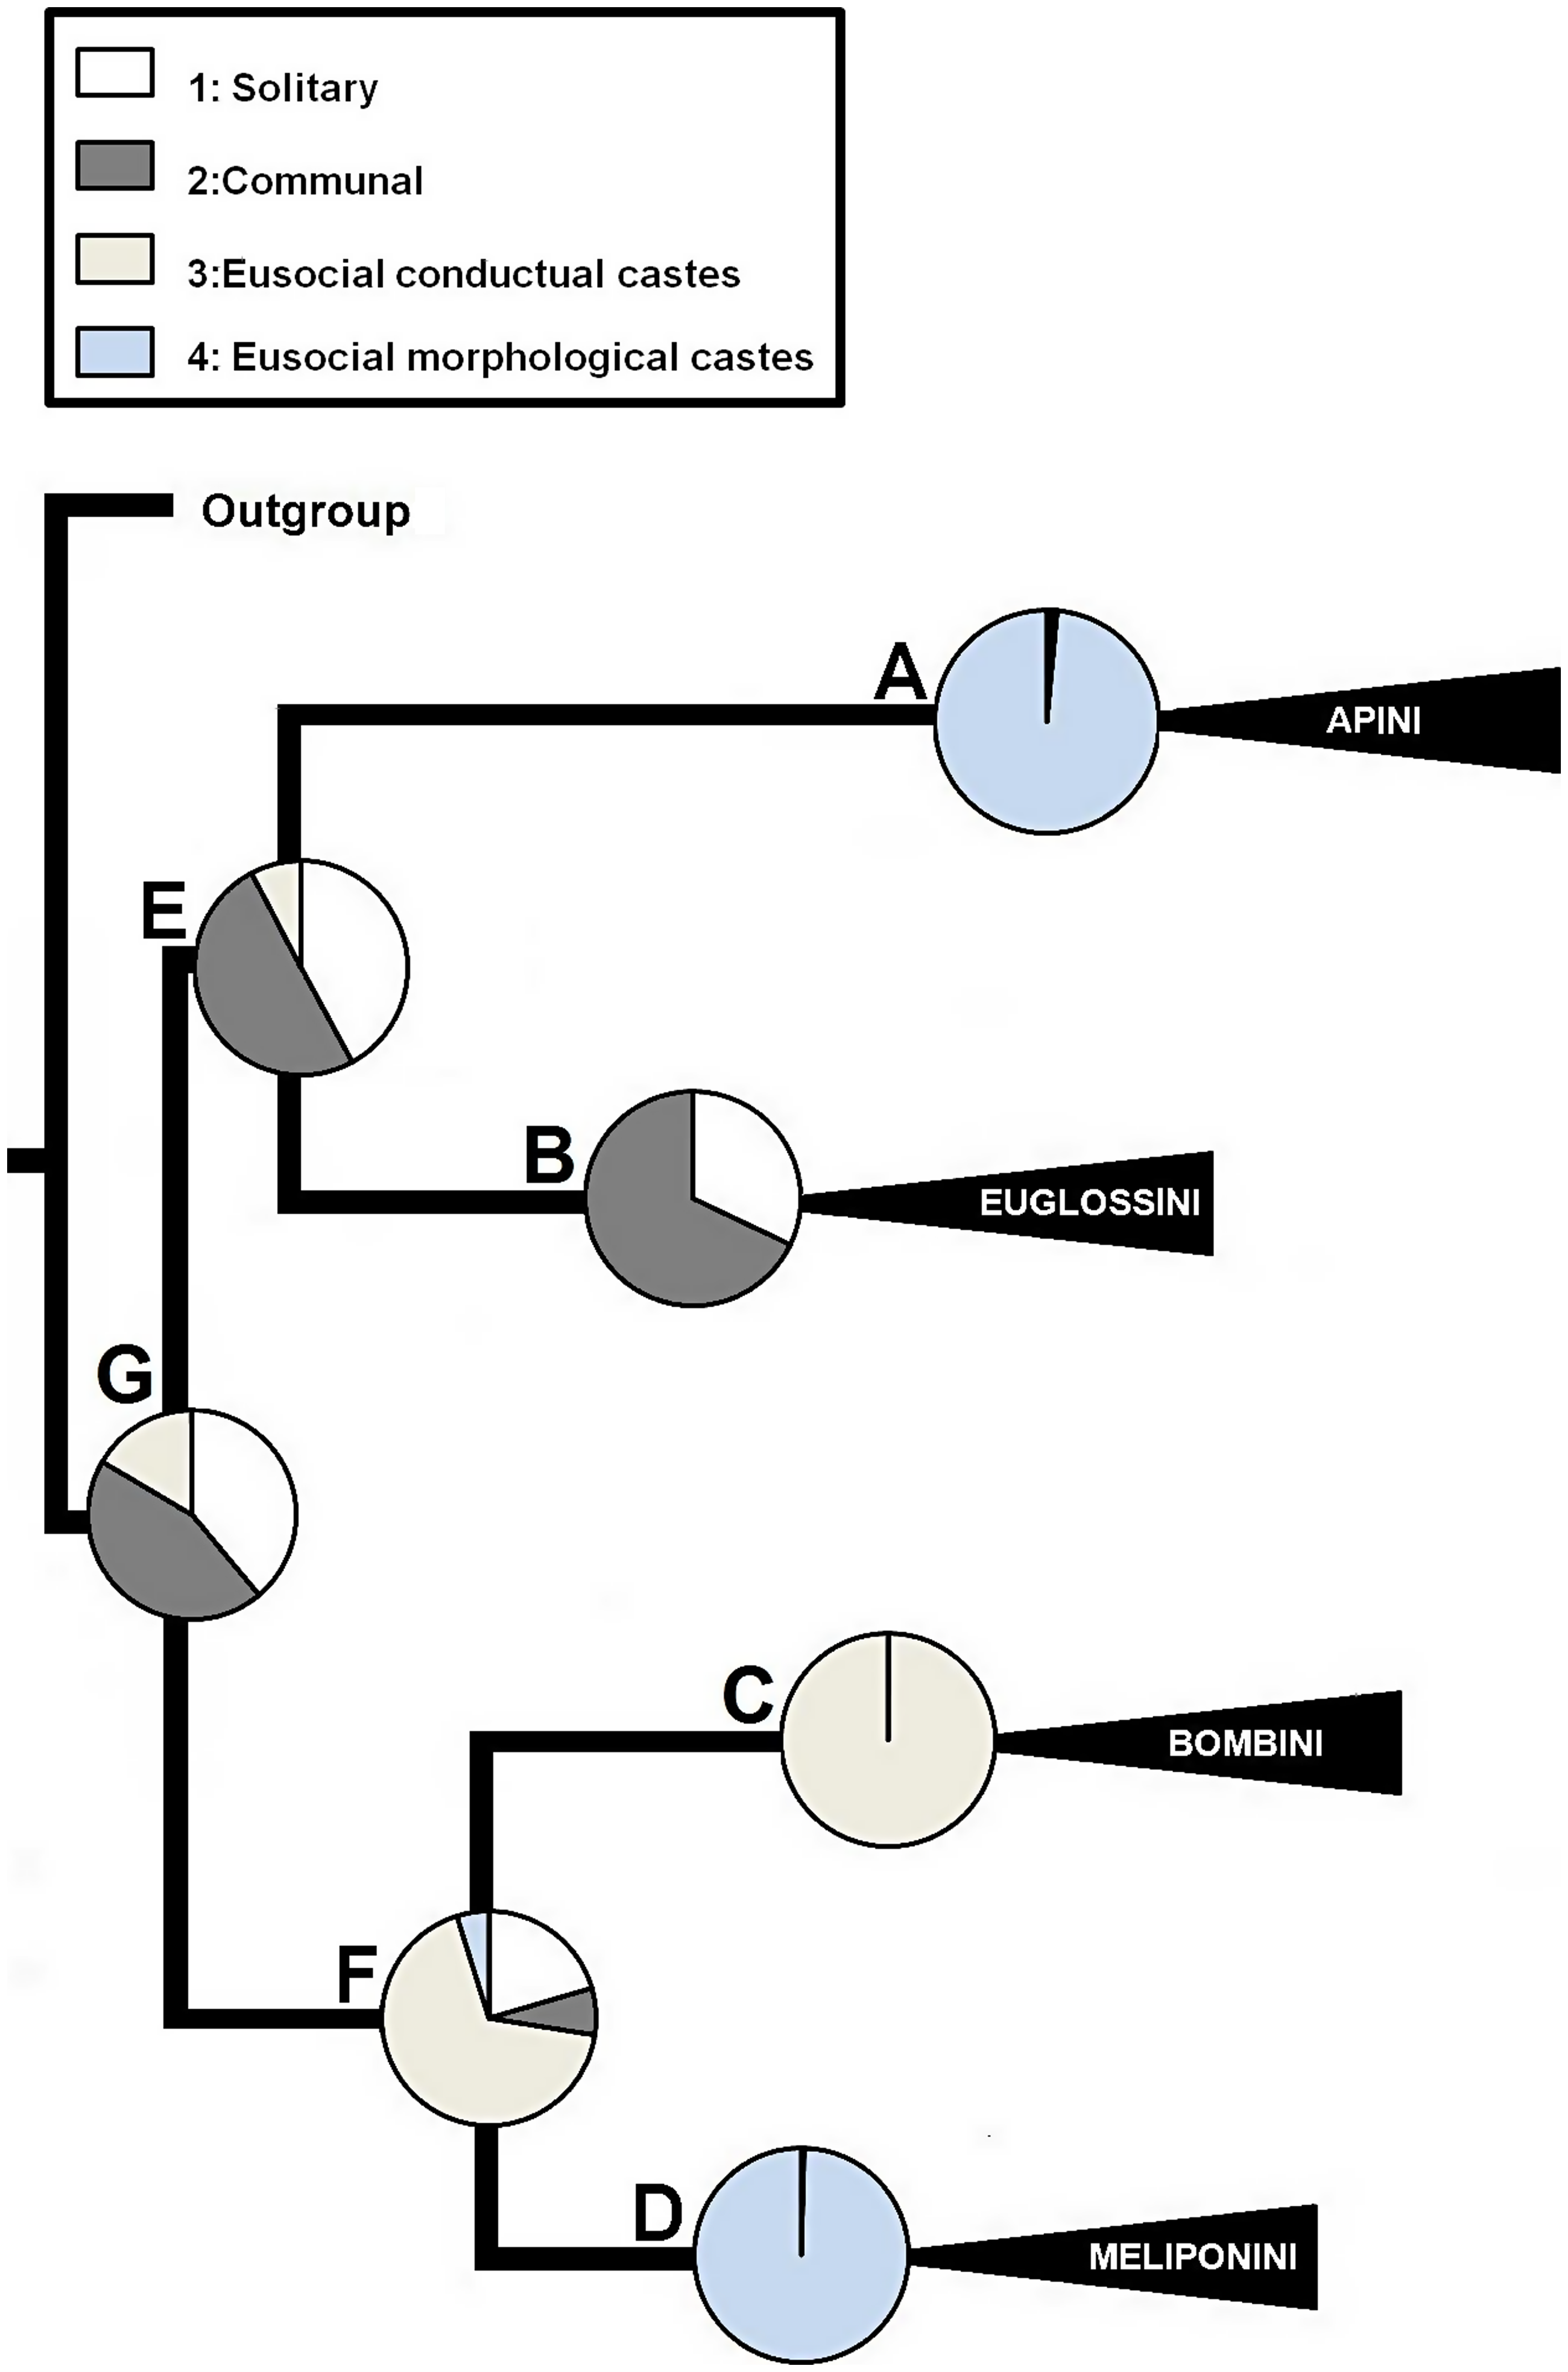 1: Solitary
2:Communal
3:Eusocial conductual castes
4: Eusocial morphological castes
Outgroup
A
APINI
E
B
EUGLOSSINI
G
C
BOMBINI
F
D
MELIPONINI